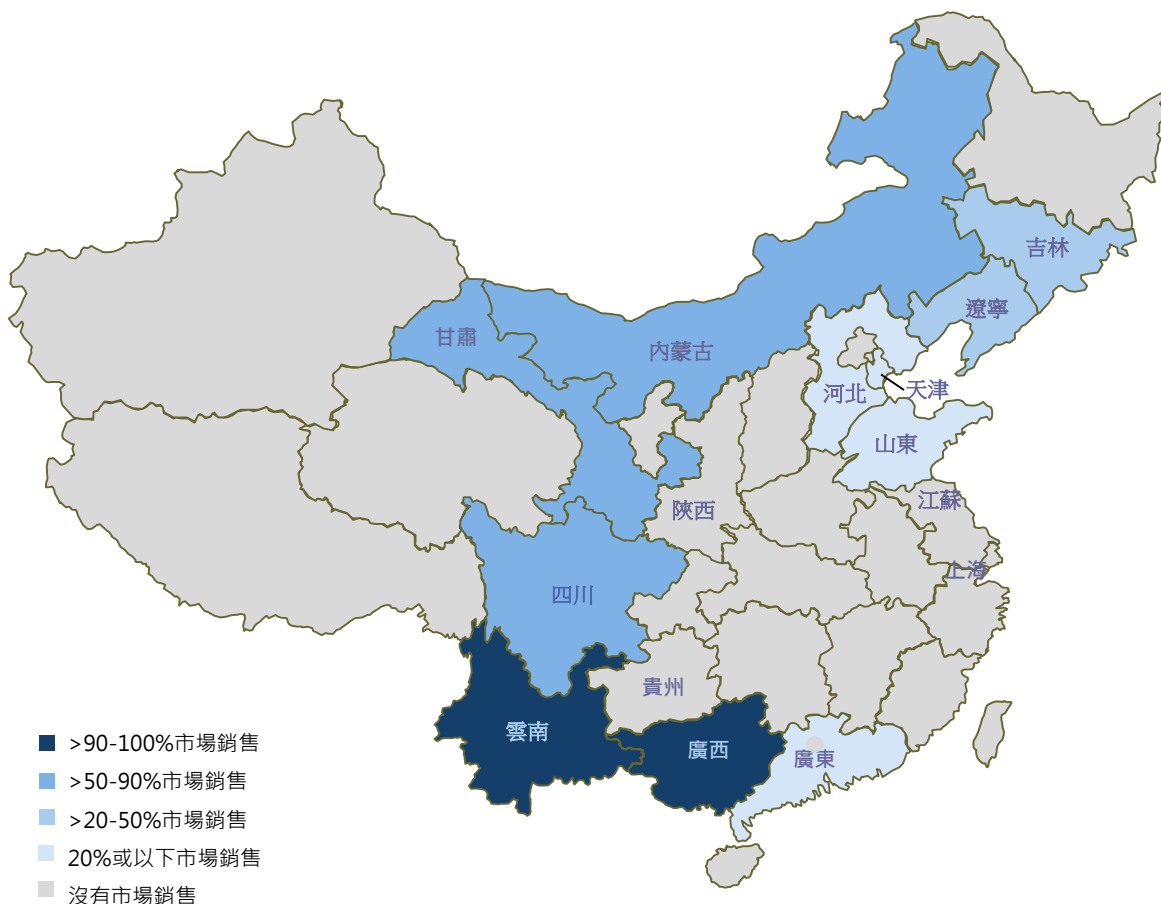 吉林
遼寧
甘肅
內蒙古
河北
天津
山東
江蘇
陝西
上海
四川
貴州
雲南
廣西
廣東
>90-100%市場銷售
>50-90%市場銷售
>20-50%市場銷售
20%或以下市場銷售
沒有市場銷售